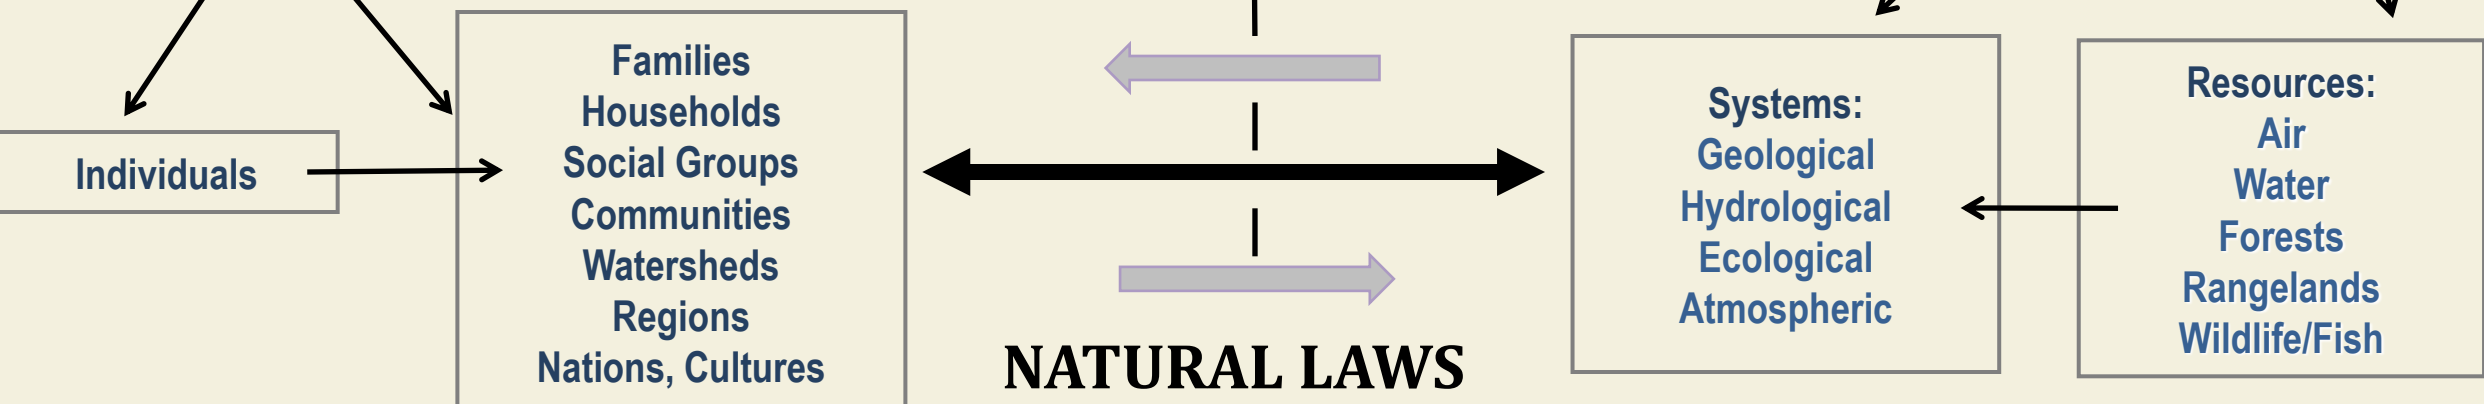 Individuals
Families
Households
Social Groups
Communities
Watersheds
Regions
Nations, Cultures
NATURAL LAWS
Systems:
Geological
Hydrological
Ecological
Atmospheric
Resources:
Air
Water
Forests
Rangelands
Wildlife/Fish